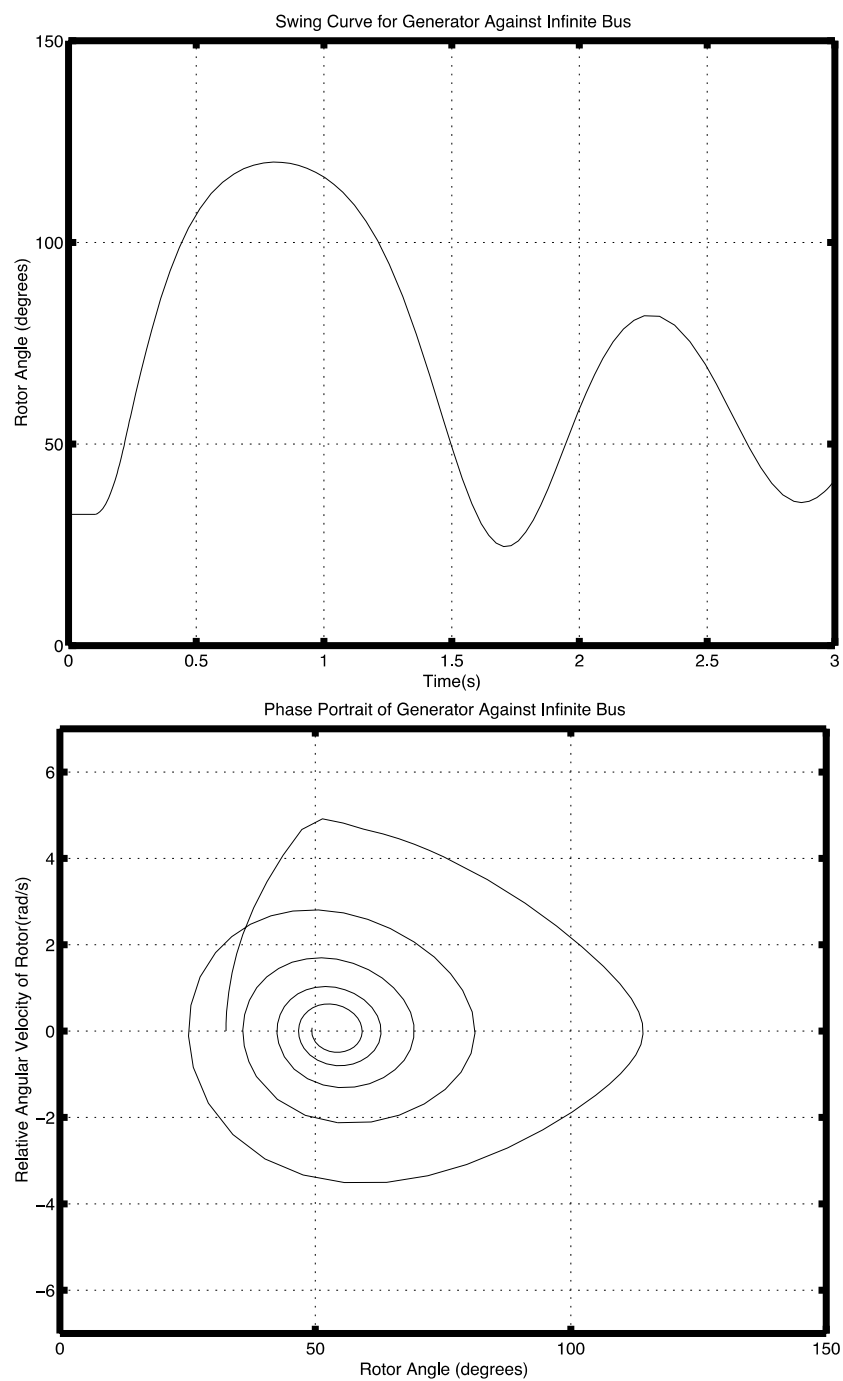 Swing Curve for Generator Against Infinite Bus
150
100
50
0
Rotor Angle (degrees)
0 0.5 1 1.5 2 2.5 3
Time(s)
Phase Portrait of Generator Against Infinite Bus
6
4
2
0
−2
−4
−6
Relative Angular Velocity of Rotor(rad/s)
0 50 100 150
Rotor Angle (degrees)